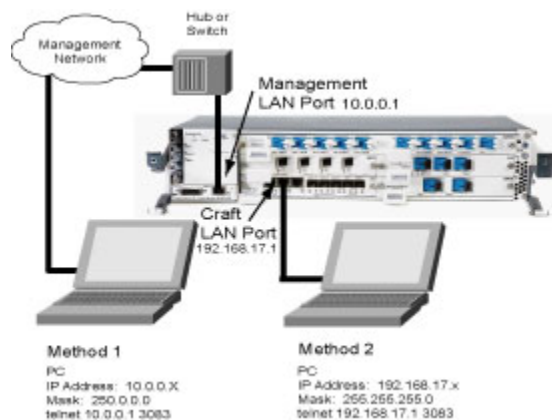 Hub or
Switch
Management
Network
Management
LAN Port 10.0.0.1
Craft
LAN Port
192.168.17.1
Method 1
PC
IP Address: 10.0.0.X
Mask: 250.0.0.0
telnet 10.0.0.1 3083
Method 2
PC
IP Address: 192.168.17.x
Mask: 255.255.255.0
telnet 192.168.17.1 3083